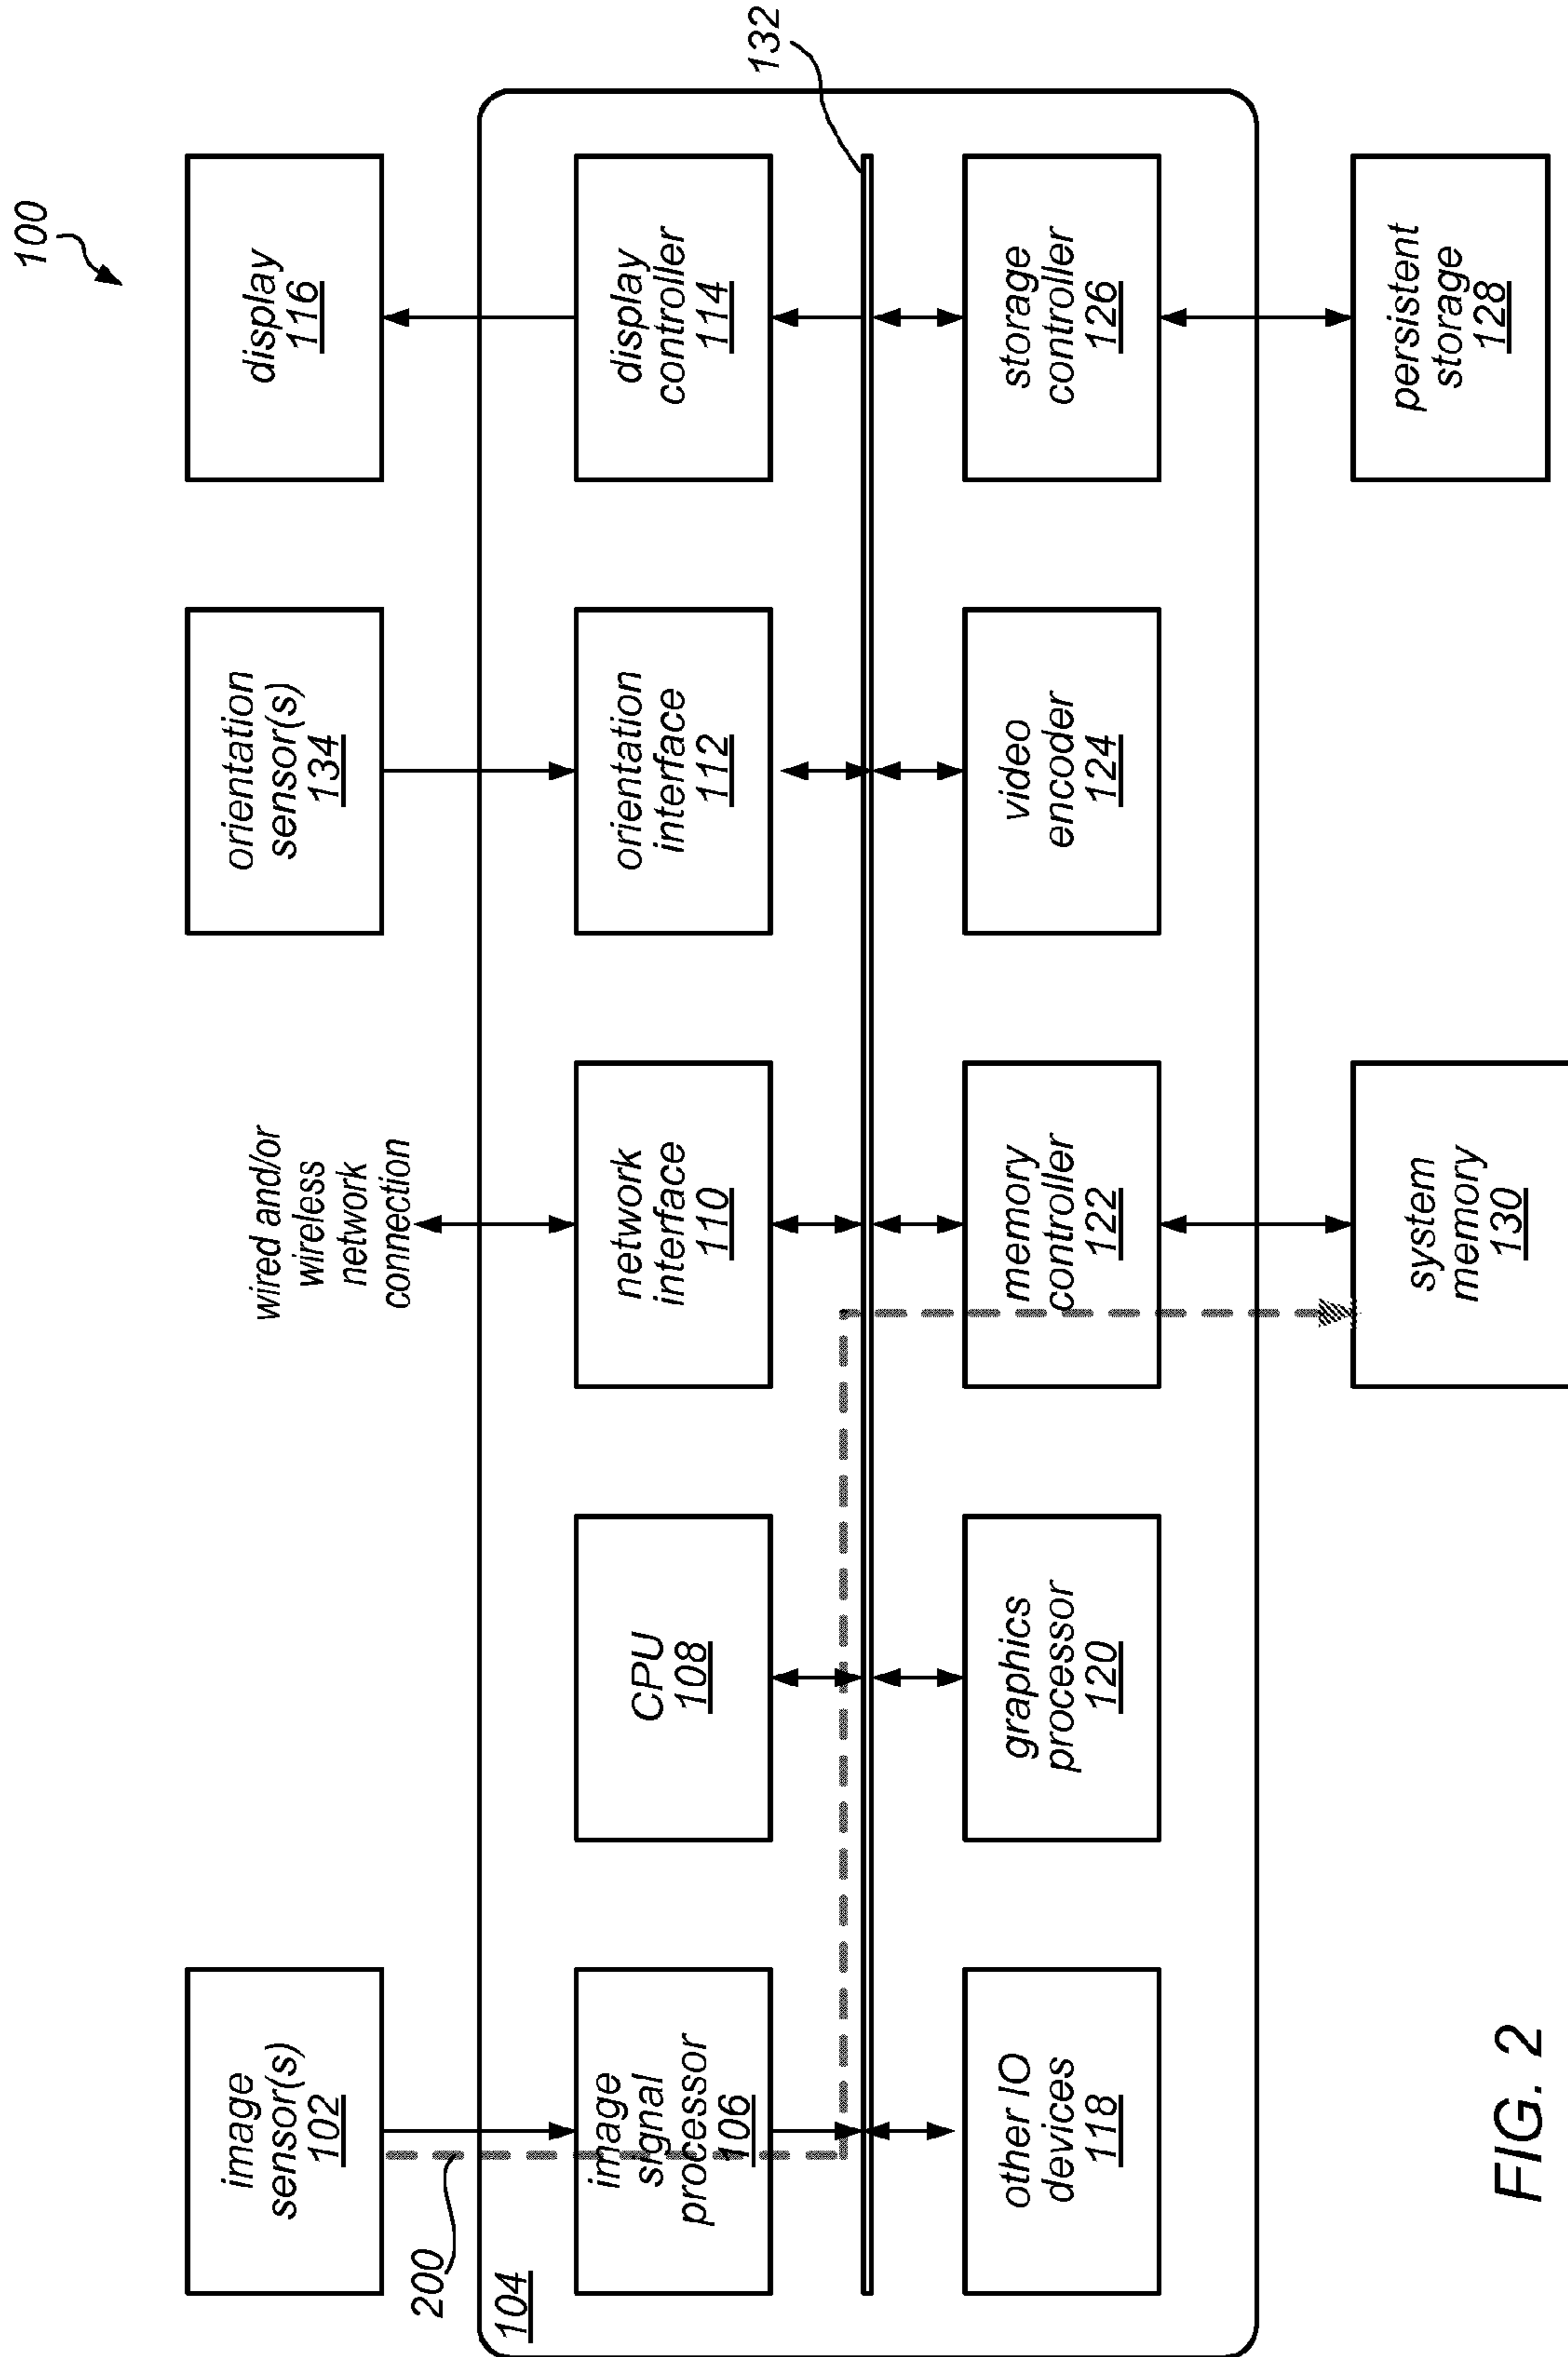 100
image
sensor(s)
102
wired and/or
wireless
network
connection
orientation
sensor(s)
134
display
116
200
104
image
signal
processor
106
CPU
108
network
interface
110
orientation
interface
112
display
controller
114
132
other IO
devices
118
graphics
processor
120
memory
controller
122
video
encoder
124
storage
controller
126
system
memory
130
persistent
storage
128
FIG. 2